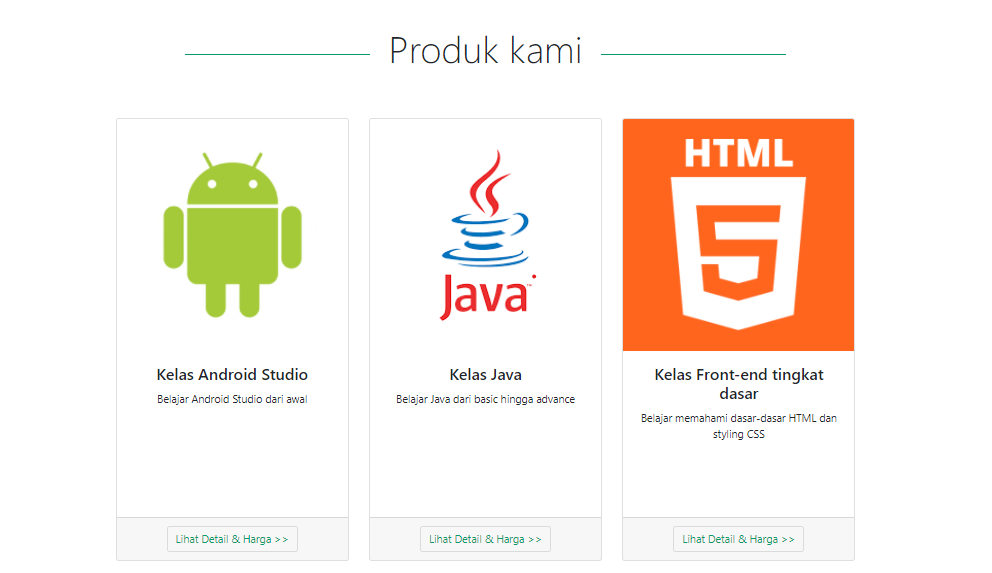 Produk kami
Java™
HTML
5
Kelas Android Studio
Belajar Android Studio dari awal
Kelas Java
Belajar Java dari basic hingga advance
Kelas Front-end tingkat
dasar
Belajar memahami dasar-dasar HTML dan
styling CSS
Lihat Detail & Harga >>
Lihat Detail & Harga >>
Lihat Detail & Harga >>